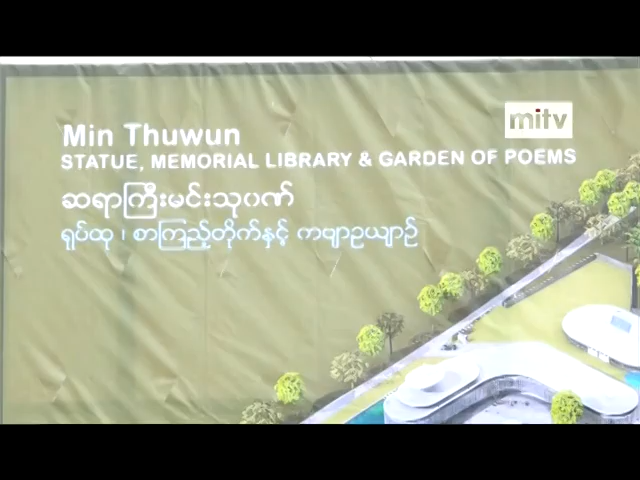 mitv
Min Thuwun
STATUE, MEMORIAL LIBRARY & GARDEN OF POEMS
ဆရာကြီးမင်းသုဝဏ်
ရုပ်ထု ၊ စာကြည့်တိုက်နှင့် ကဗျာဥယျာဉ်